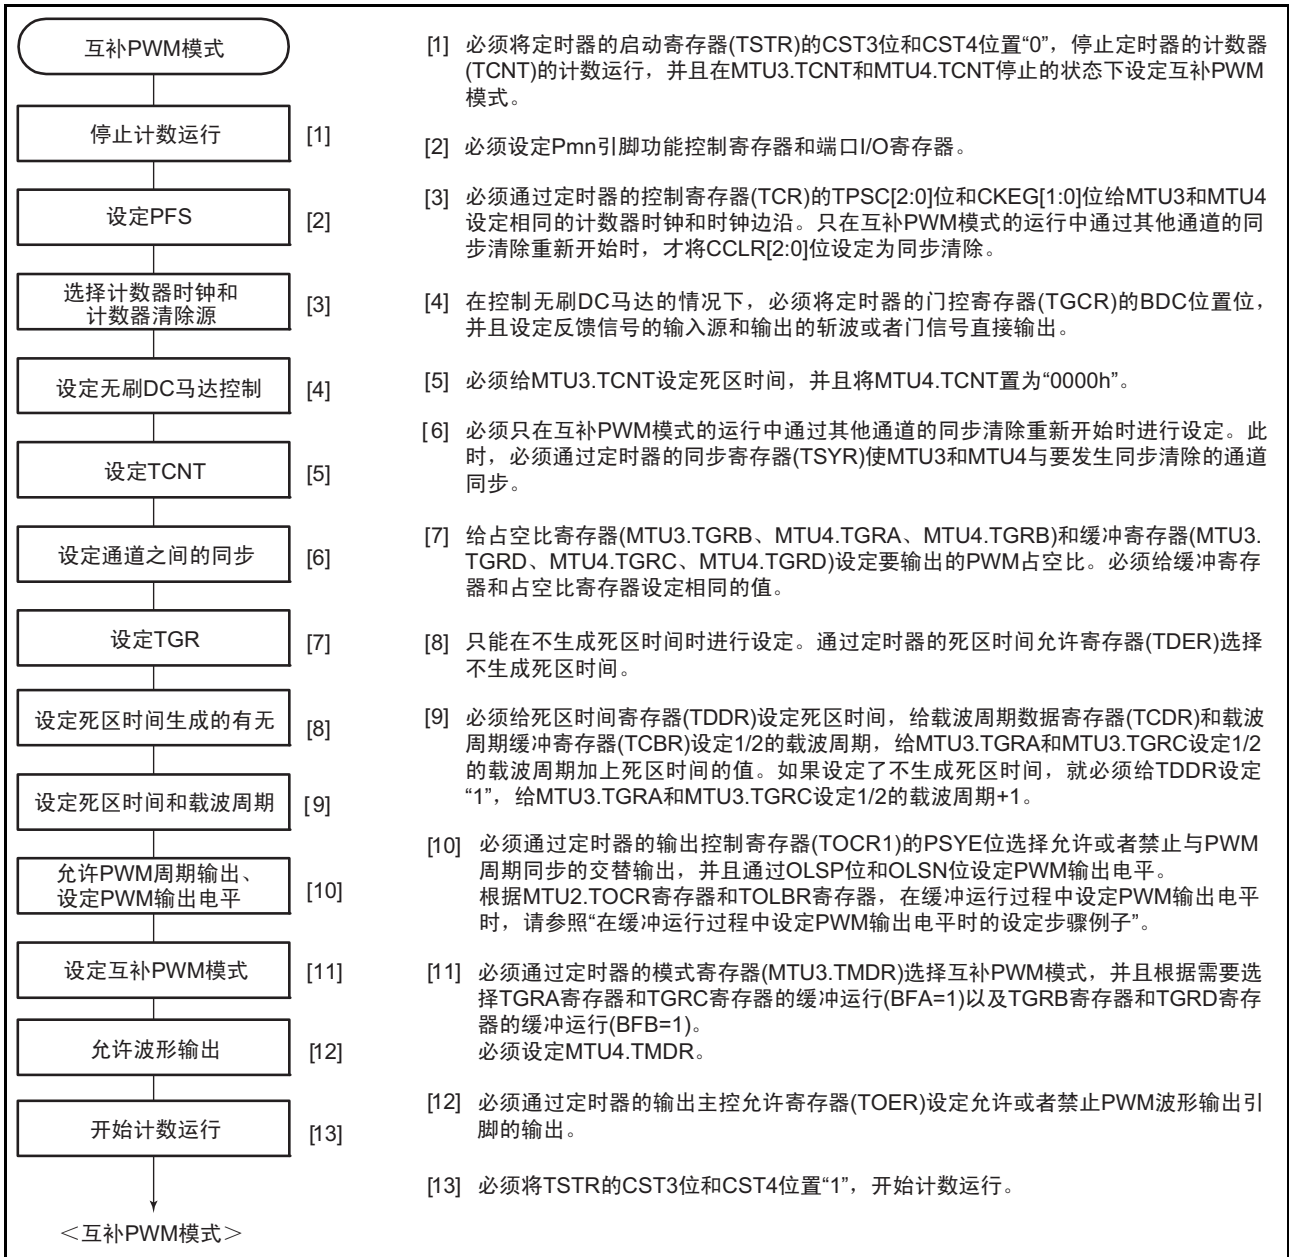 互补PWM模式
停止计数运行 [1]
设定PFS [2]
选择计数器时钟和
计数器清除源 [3]
设定无刷DC马达控制 [4]
设定TCNT [5]
设定通道之间的同步 [6]
设定TGR [7]
设定死区时间生成的有无 [8]
设定死区时间和载波周期 [9]
允许PWM周期输出、
设定PWM输出电平 [10]
设定互补PWM模式 [11]
允许波形输出 [12]
开始计数运行 [13]
＜互补PWM模式＞
[1] 必须将定时器的启动寄存器(TSTR)的CST3位和CST4位置“0”，停止定时器的计数器
(TCNT)的计数运行，并且在MTU3.TCNT和MTU4.TCNT停止的状态下设定互补PWM
模式。
[2] 必须设定Pmn引脚功能控制寄存器和端口I/O寄存器。
[3] 必须通过定时器的控制寄存器(TCR)的TPSC[2:0]位和CKEG[1:0]位给MTU3和MTU4
设定相同的计数器时钟和时钟边沿。只在互补PWM模式的运行中通过其他通道的同
步清除重新开始时，才将CCLR[2:0]位设定为同步清除。
[4] 在控制无刷DC马达的情况下，必须将定时器的门控寄存器(TGCR)的BDC位置位，
并且设定反馈信号的输入源和输出的斩波或者门信号直接输出。
[5] 必须给MTU3.TCNT设定死区时间，并且将MTU4.TCNT置为“0000h”。
[6] 必须只在互补PWM模式的运行中通过其他通道的同步清除重新开始时进行设定。此
时，必须通过定时器的同步寄存器(TSYR)使MTU3和MTU4与要发生同步清除的通道
同步。
[7] 给占空比寄存器(MTU3.TGRB、MTU4.TGRA、MTU4.TGRB)和缓冲寄存器(MTU3.
TGRD、MTU4.TGRC、MTU4.TGRD)设定要输出的PWM占空比。必须给缓冲寄存
器和占空比寄存器设定相同的值。
[8] 只能在不生成死区时间时进行设定。通过定时器的死区时间允许寄存器(TDER)选择
不生成死区时间。
[9] 必须给死区时间寄存器(TDDR)设定死区时间，给载波周期数据寄存器(TCDR)和载波
周期缓冲寄存器(TCBR)设定1/2的载波周期，给MTU3.TGRA和MTU3.TGRC设定1/2
的载波周期加上死区时间的值。如果设定了不生成死区时间，就必须给TDDR设定
“1”，给MTU3.TGRA和MTU3.TGRC设定1/2的载波周期+1。
[10] 必须通过定时器的输出控制寄存器(TOCR1)的PSYE位选择允许或者禁止与PWM
周期同步的交替输出，并且通过OLSP位和OLSN位设定PWM输出电平。
根据MTU2.TOCR寄存器和TOLBR寄存器，在缓冲运行过程中设定PWM输出电平
时，请参照“在缓冲运行过程中设定PWM输出电平时的设定步骤例子”。
[11] 必须通过定时器的模式寄存器(MTU3.TMDR)选择互补PWM模式，并且根据需要选
择TGRA寄存器和TGRC寄存器的缓冲运行(BFA=1)以及TGRB寄存器和TGRD寄存
器的缓冲运行(BFB=1)。
必须设定MTU4.TMDR。
[12] 必须通过定时器的输出主控允许寄存器(TOER)设定允许或者禁止PWM波形输出引
脚的输出。
[13] 必须将TSTR的CST3位和CST4位置“1”，开始计数运行。